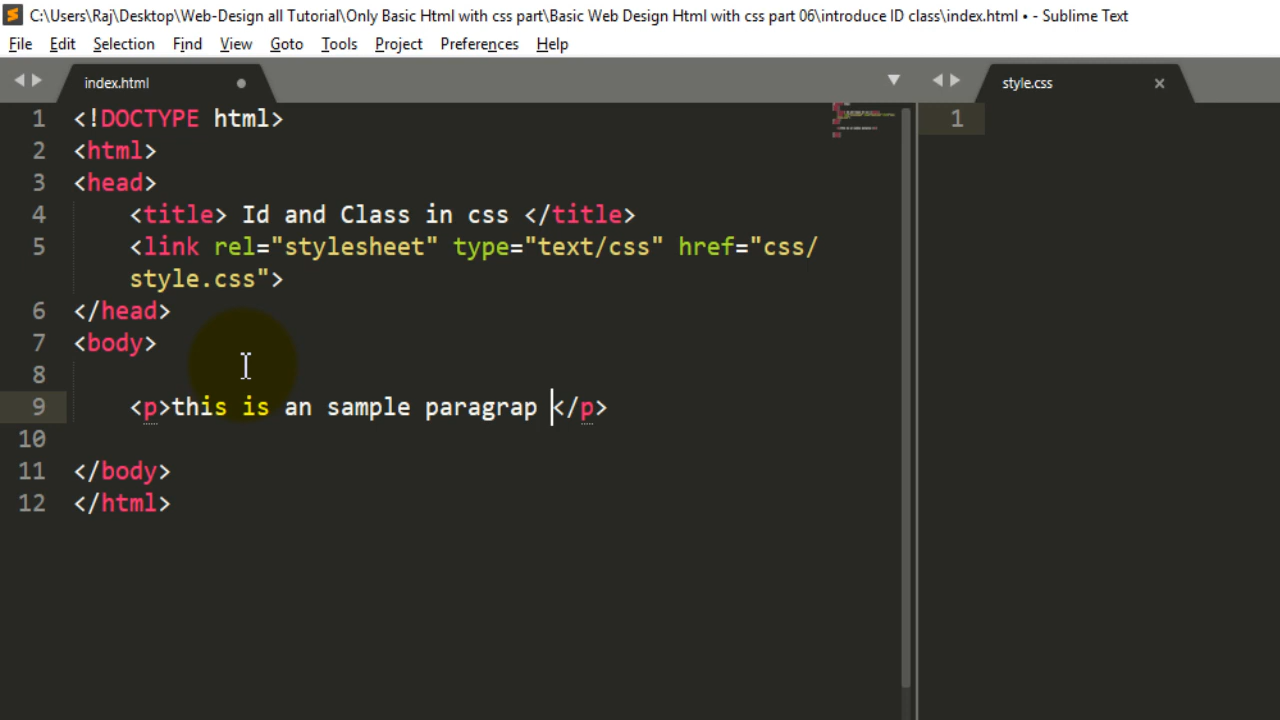 C:\Users\Raj\Desktop\Web-Design all Tutorial\Only Basic Html with css part\Basic Web Design Html with css part 06\introduce ID class\index.html • - Sublime Text
File Edit Selection Find View Goto Tools Project Preferences Help
index.html
1 <!DOCTYPE html>
2 <html>
3 <head>
4 <title> Id and Class in css </title>
5 <link rel="stylesheet" type="text/css" href="css/
style.css">
6 </head>
7 <body>
8
9 <p>this is an sample paragrap </p>
10
11 </body>
12 </html>
style.css
1